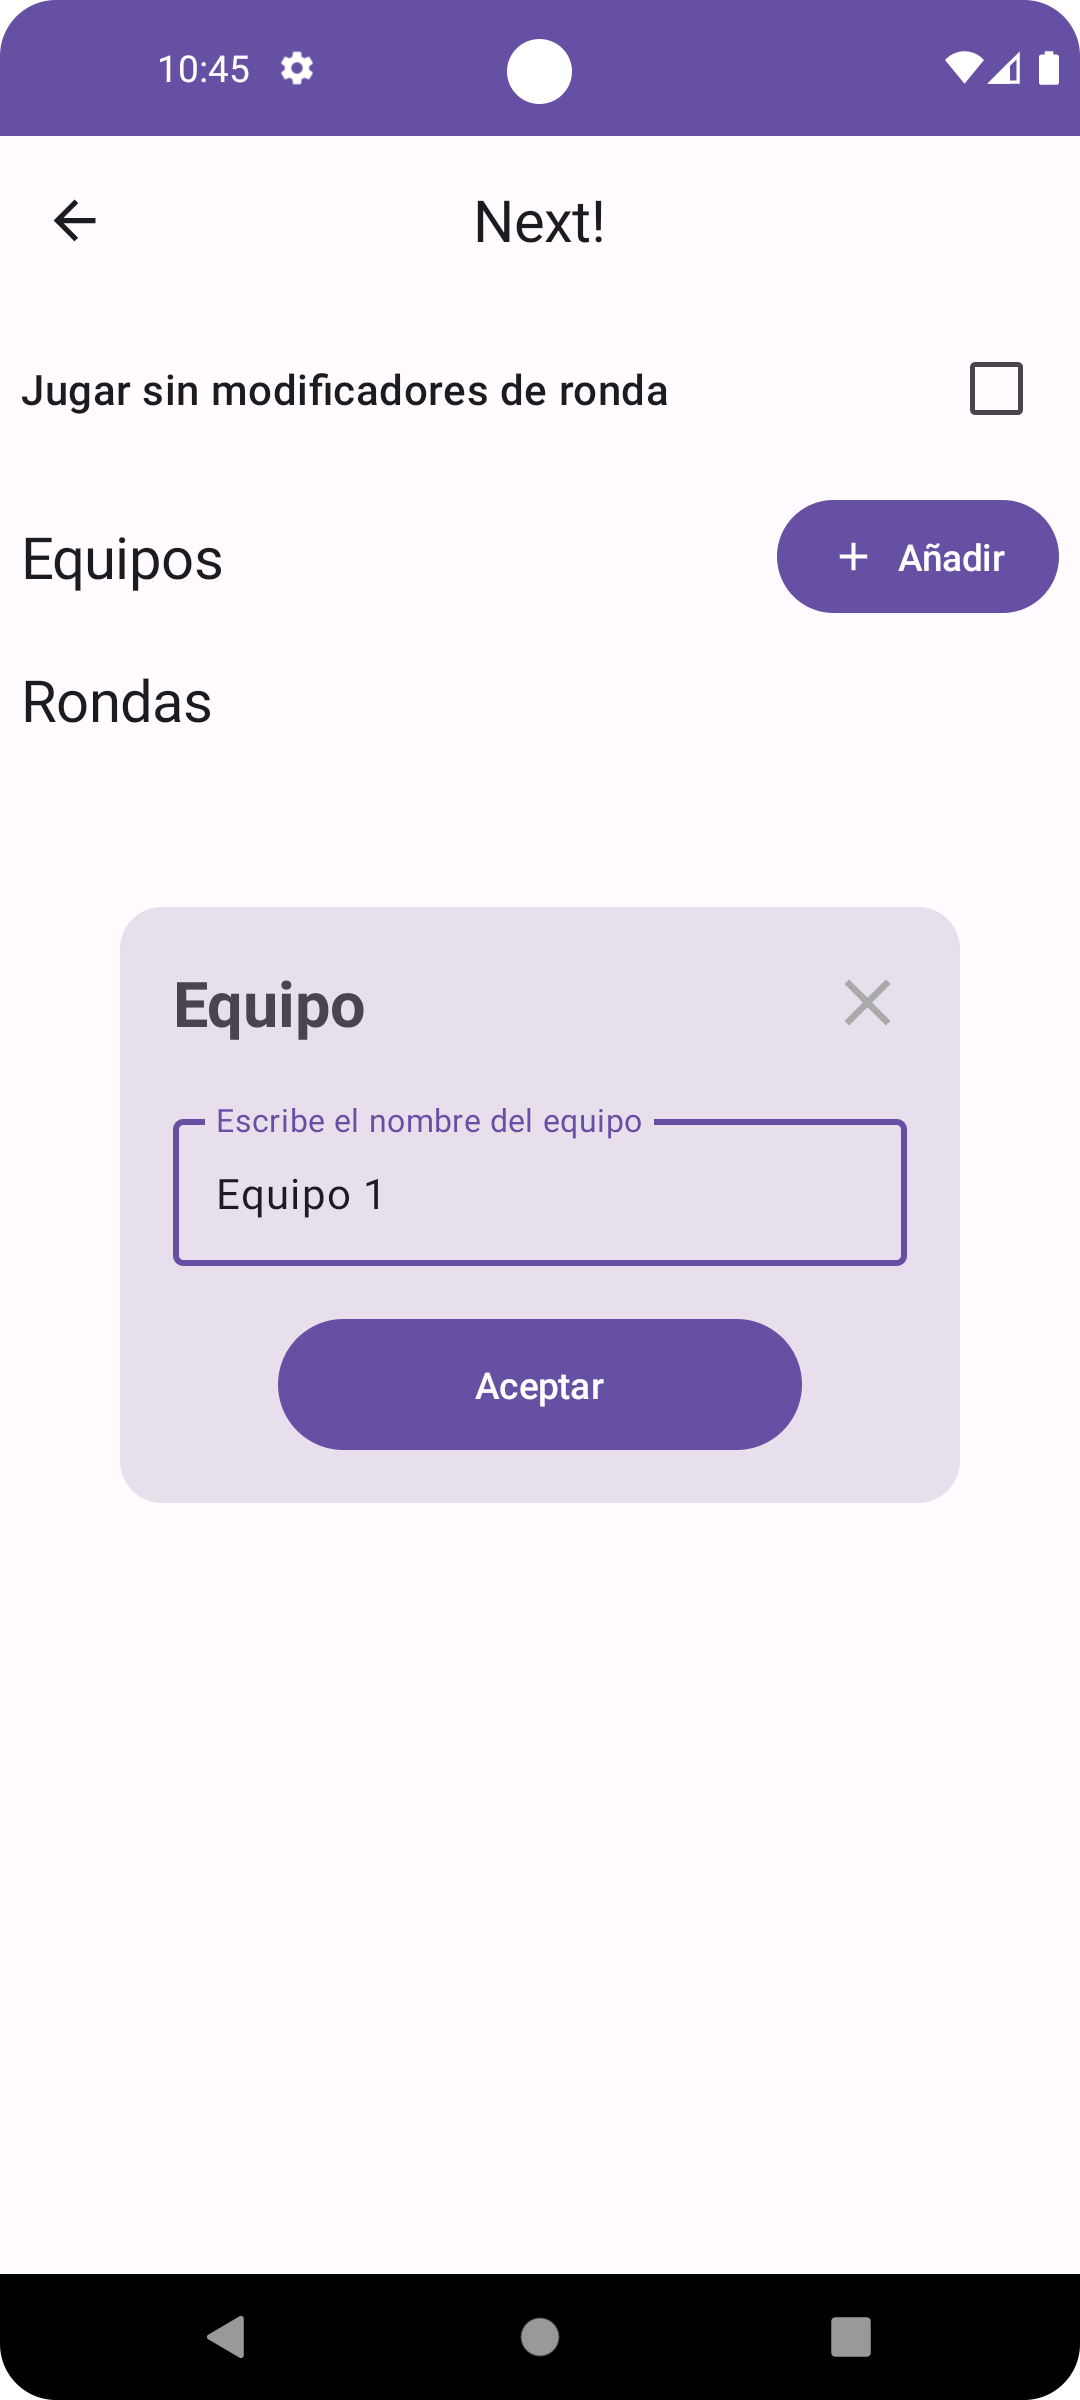 10:45
Next!
Jugar sin modificadores de ronda
Equipos
Añadir
Rondas
Equipo
Escribe el nombre del equipo
Equipo 1
Aceptar